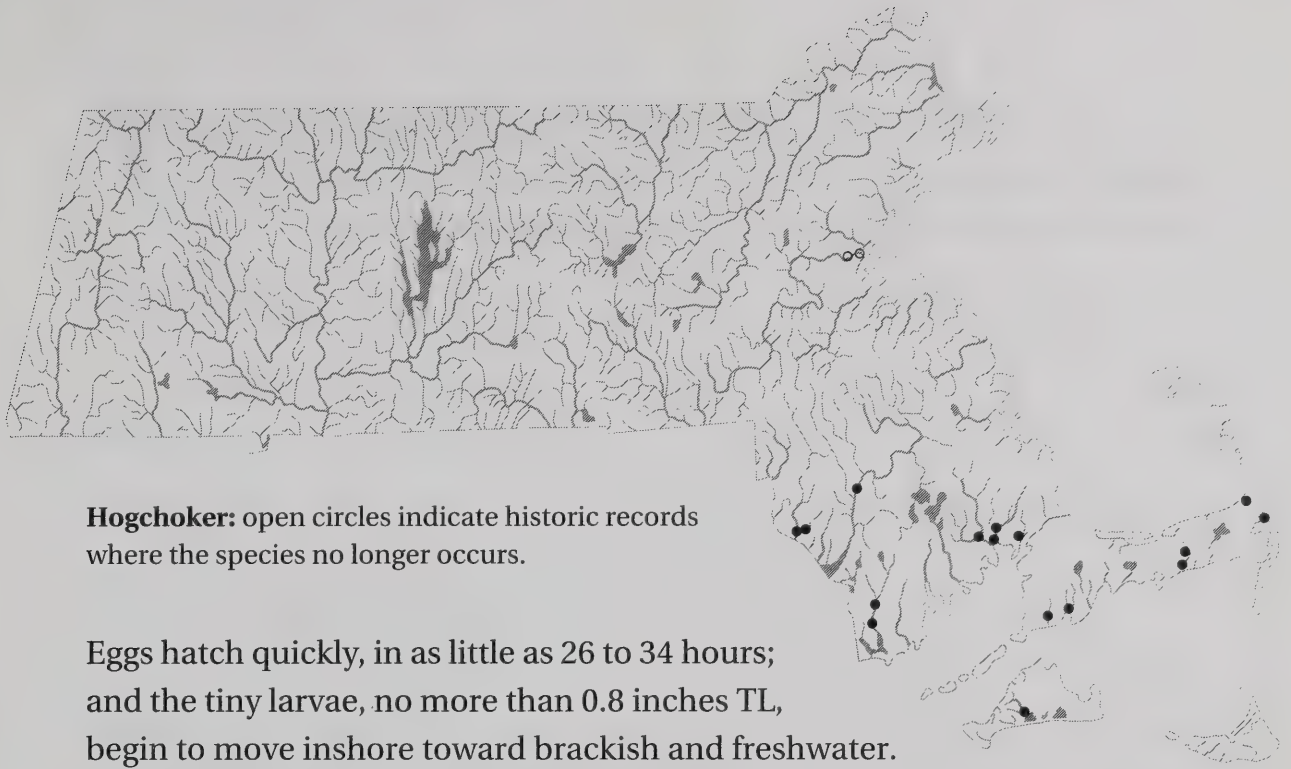 Hogchoker: open circles indicate historic records
where the species no longer occurs.
Eggs hatch quickly, in as little as 26 to 34 hours;
and the tiny larvae, no more than 0.8 inches TL,
begin to move inshore toward brackish and freshwater.